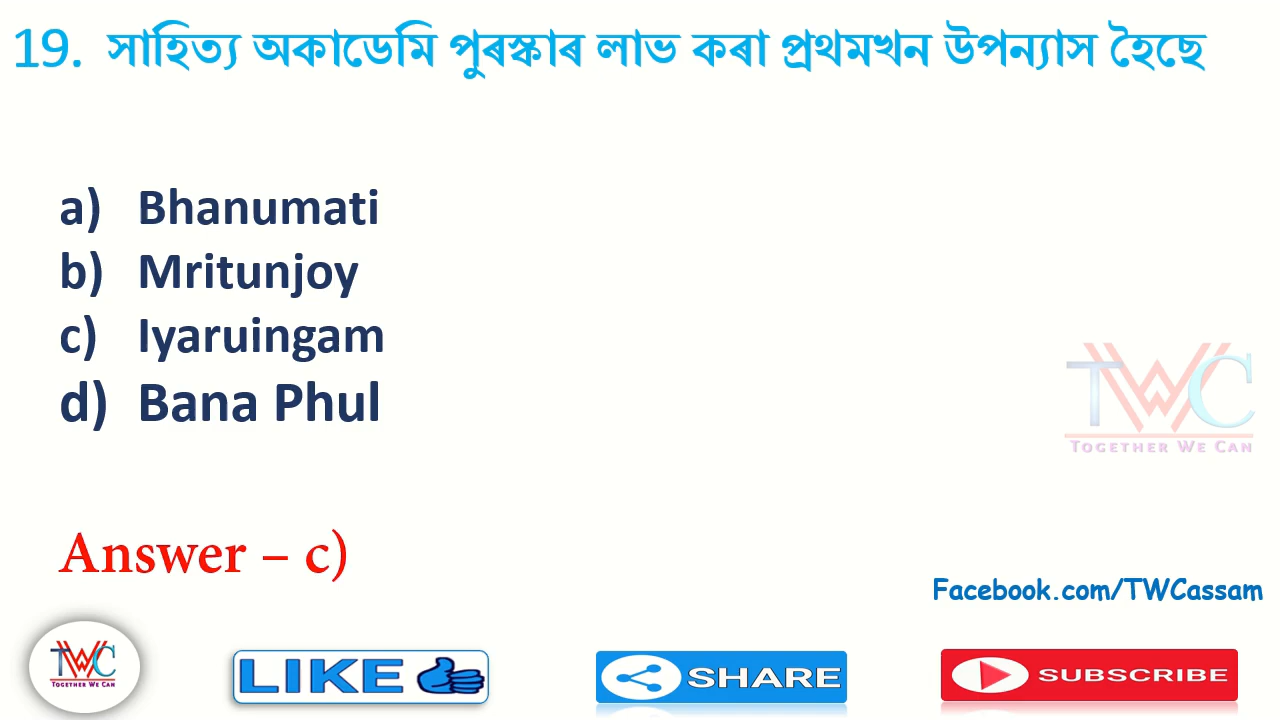 19. সাহিত্য অকাডেমি পুৰস্কাৰ লাভ কৰা প্ৰথমখন উপন্যাস হৈছে
a) Bhanumati
b) Mritunjoy
c) Iyaruingam
d) Bana Phul
TWC
TOGETHER WE CAN
Answer – c)
Facebook.com/TWCassam
TWC
TOGETHER WE CAN
LIKE
SHARE
SUBSCRIBE